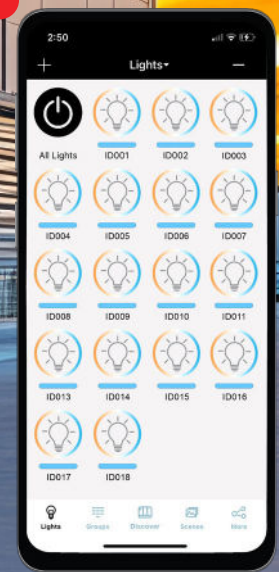 2:50
Lights
All Lights ID001 ID002 ID003
ID004 ID005 ID006 ID007
ID008 ID009 ID010 ID011
ID013 ID014 ID015 ID016
ID017 ID018
Lights Groups Discover Scenes More